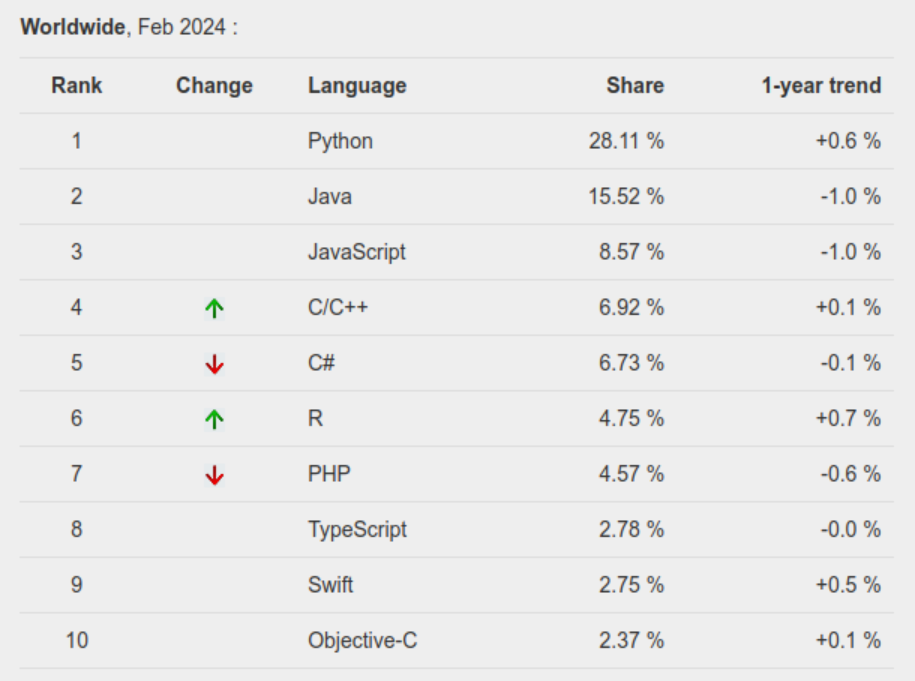 Worldwide, Feb 2024 :
Rank Change Language Share 1-year trend
1 Python 28.11 % +0.6 %
2 Java 15.52 % -1.0 %
3 JavaScript 8.57 % -1.0 %
4 C/C++ 6.92 % +0.1 %
5 C# 6.73 % -0.1 %
6 R 4.75 % +0.7 %
7 PHP 4.57 % -0.6 %
8 TypeScript 2.78 % -0.0 %
9 Swift 2.75 % +0.5 %
10 Objective-C 2.37 % +0.1 %